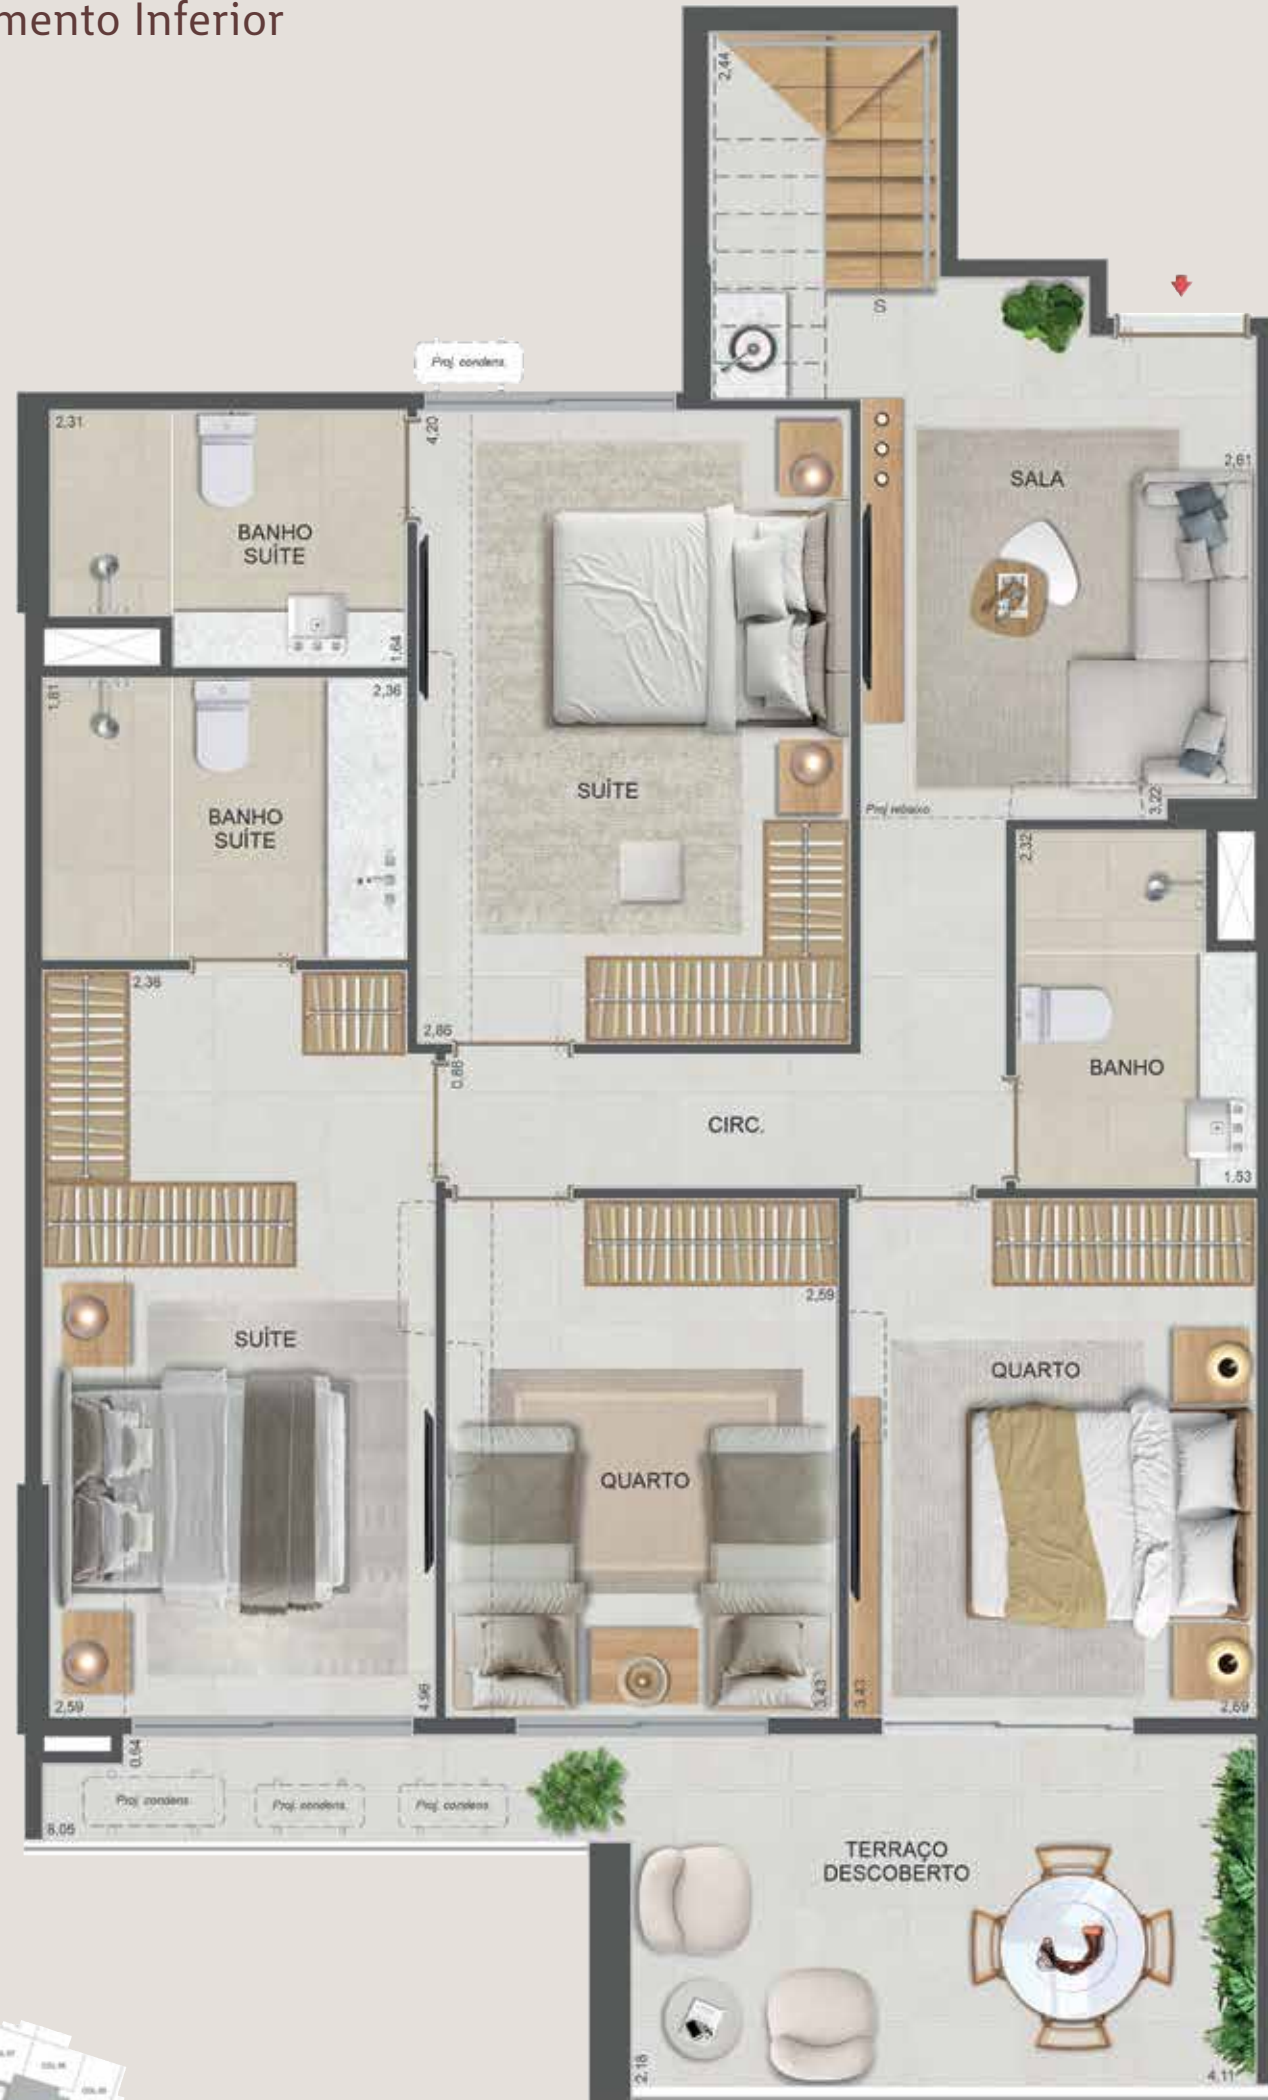 mento Inferior
2,44
S
Proj. condens.
2,31
4,20
SALA
2,61
BANHO
SUÍTE
1,64
1,81
2,36
SUÍTE
BANHO
SUÍTE
Proj rebaixo
3,22
2,32
2,36
2,86
0,86
BANHO
CIRC.
1,53
2,59
SUÍTE
QUARTO
QUARTO
2,59
4,96
3,43
3,43
2,69
0,64
Proj. condens.
Proj. condens.
Proj. condens.
8,05
TERRAÇO
DESCOBERTO
2,18
4,11